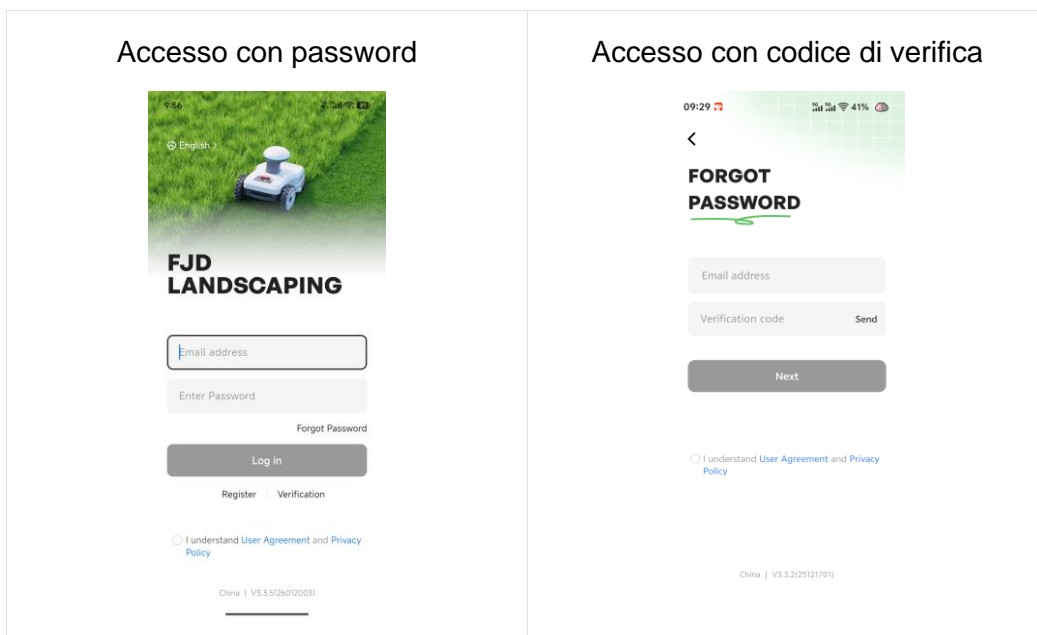 Accesso con password
Accesso con codice di verifica
9:56
English >
FJD
LANDSCAPING
Email address
Enter Password
Forgot Password
Log in
Register
Verification
I understand User Agreement and Privacy
Policy
China | V3.3.5(26012003)
09:29
41%
FORGOT
PASSWORD
Email address
Verification code
Send
Next
I understand User Agreement and Privacy
Policy
China | V3.3.2(25121701)